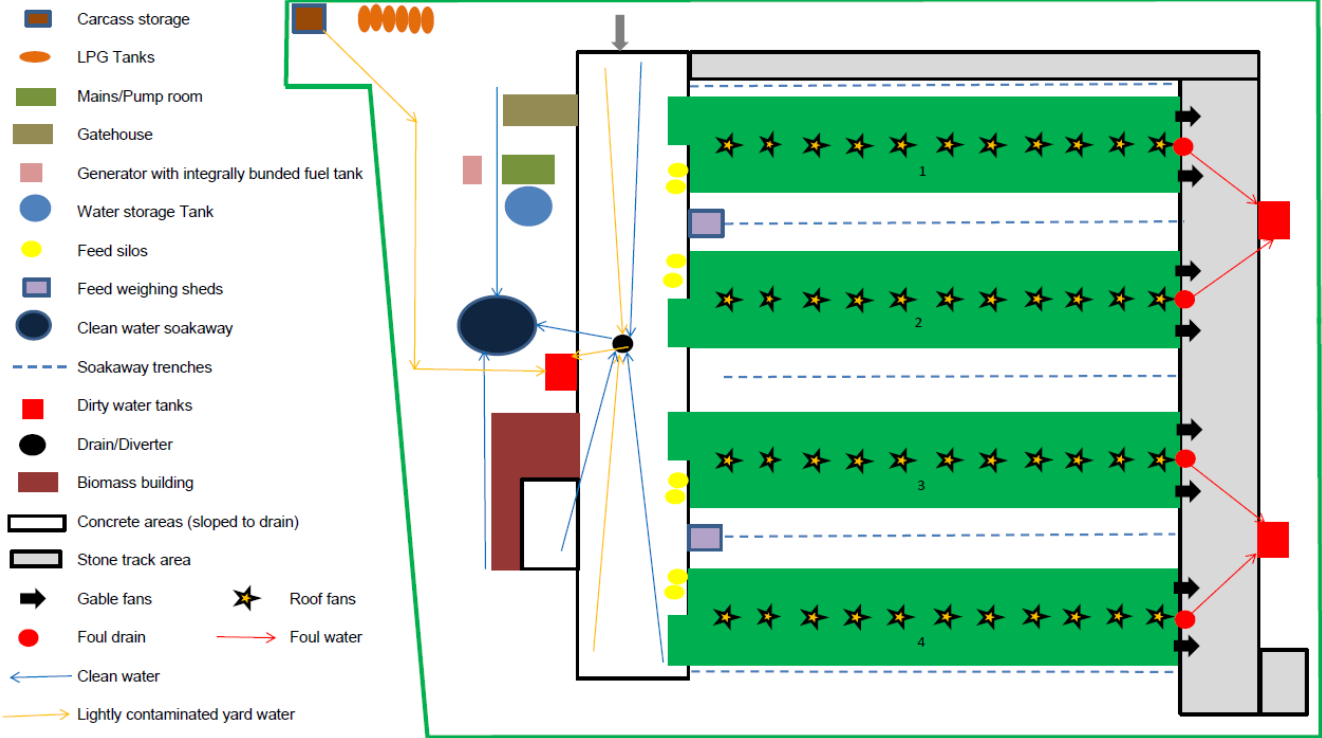 Carcass storage
LPG Tanks
Mains/Pump room
Gatehouse
Generator with integrally bunded fuel tank
Water storage Tank
Feed silos
Feed weighing sheds
Clean water soakaway
Soakaway trenches
Dirty water tanks
Drain/Diverter
Biomass building
Concrete areas (sloped to drain)
Stone track area
Gable fans Roof fans
Foul drain Foul water
Clean water
Lightly contaminated yard water
1
2
3
4